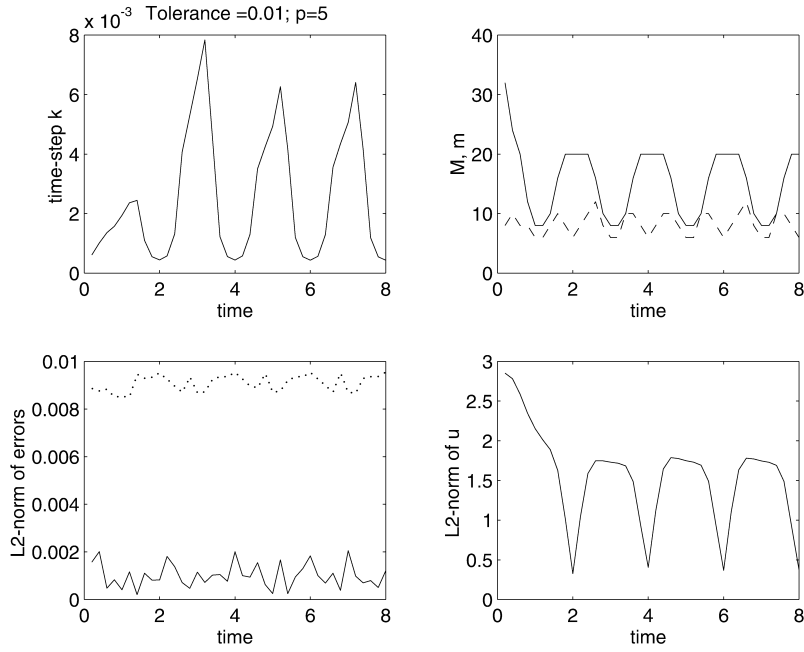 x 10⁻³ Tolerance =0.01; p=5
8
6
4
2
0
time-step k
0 2 4 6 8
time
40
30
20
10
0
M, m
0 2 4 6 8
time
0.01
0.008
0.006
0.004
0.002
0
L2-norm of errors
0 2 4 6 8
time
3
2.5
2
1.5
1
0.5
0
L2-norm of u
0 2 4 6 8
time